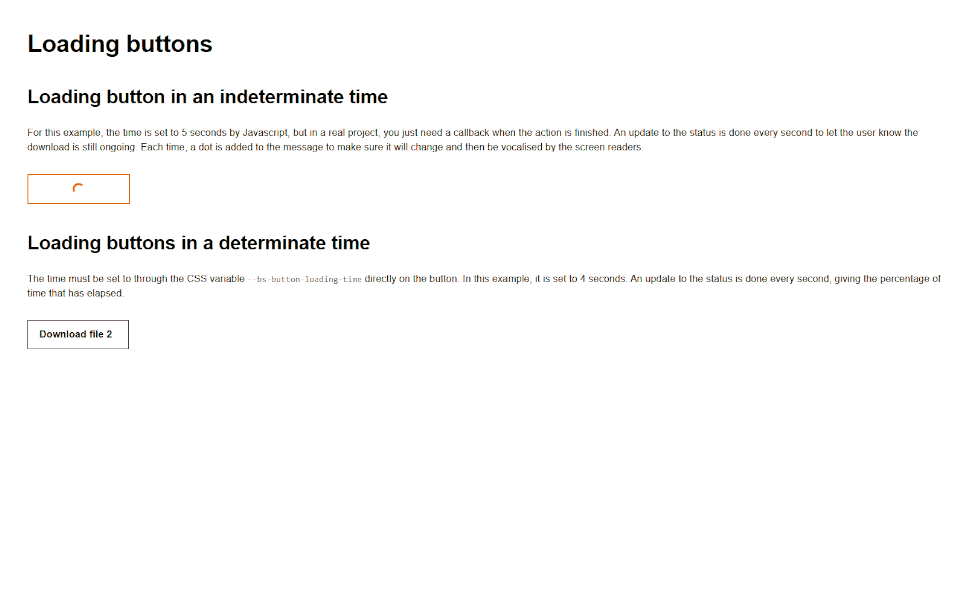 Loading buttons
Loading button in an indeterminate time
For this example, the time is set to 5 seconds by Javascript, but in a real project, you just need a callback when the action is finished. An update to the status is done every second to let the user know the
download is still ongoing. Each time, a dot is added to the message to make sure it will change and then be vocalised by the screen readers.
Loading buttons in a determinate time
The time must be set to through the CSS variable --bs-button-loading-time directly on the button. In this example, it is set to 4 seconds. An update to the status is done every second, giving the percentage of
time that has elapsed.
Download file 2